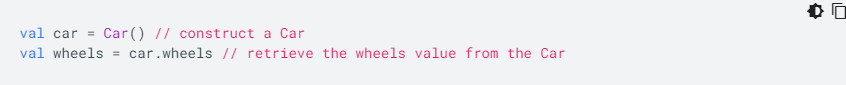 val car = Car() // construct a Car
val wheels = car.wheels // retrieve the wheels value from the Car